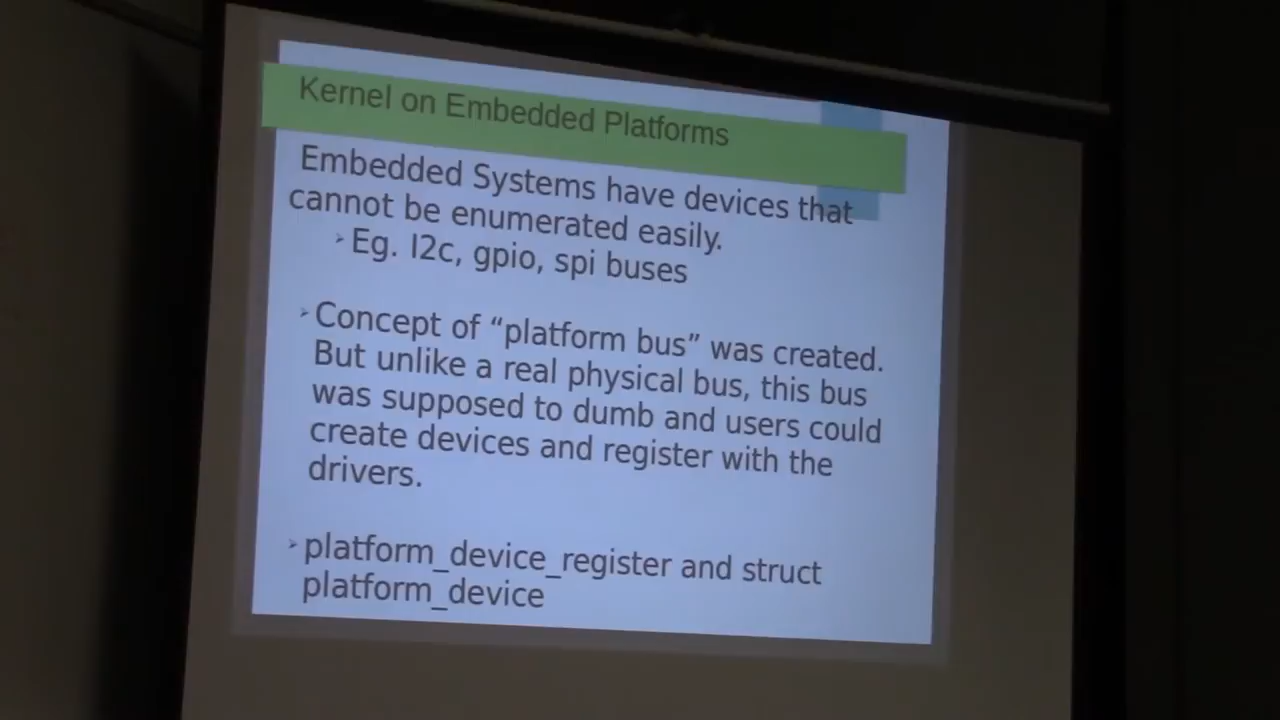 Kernel on Embedded Platforms
Embedded Systems have devices that
cannot be enumerated easily.
Eg. I2c, gpio, spi buses
Concept of “platform bus” was created.
But unlike a real physical bus, this bus
was supposed to dumb and users could
create devices and register with the
drivers.
platform_device_register and struct
platform_device